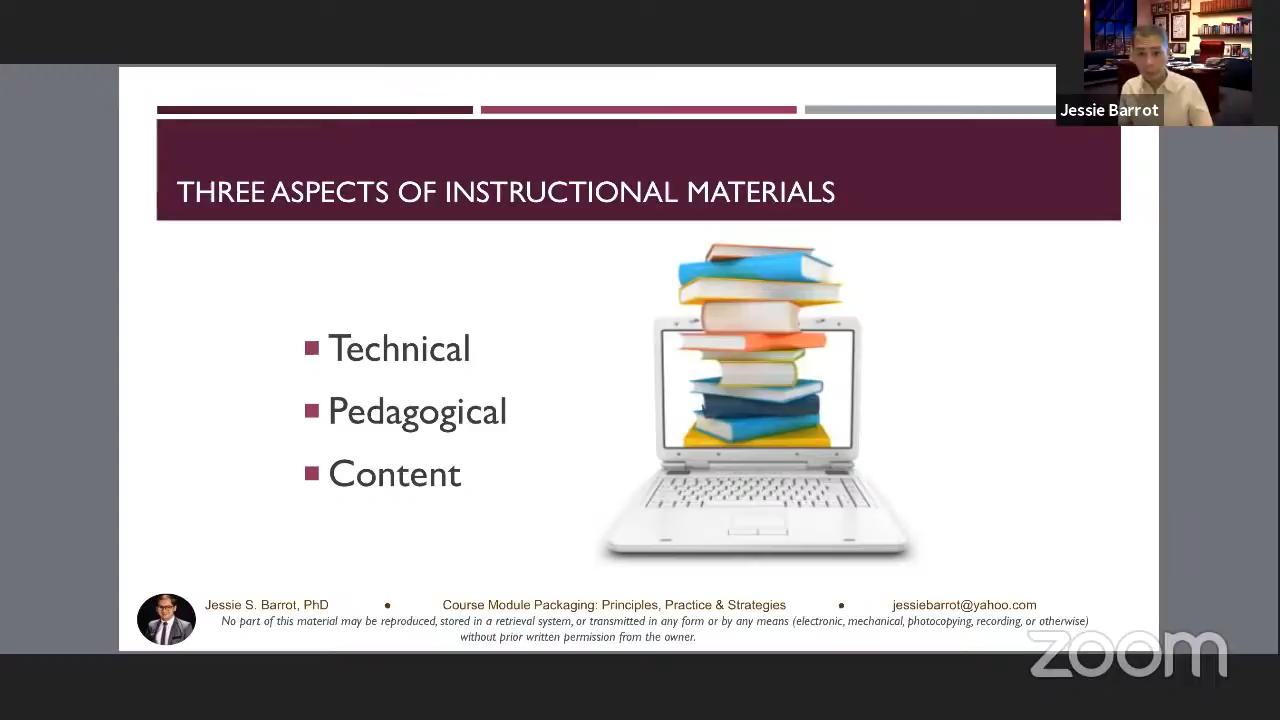 Jessie Barrot
THREE ASPECTS OF INSTRUCTIONAL MATERIALS
Technical
Pedagogical
Content
Jessie S. Barrot, PhD • Course Module Packaging: Principles, Practice & Strategies • jessiebarrot@yahoo.com
No part of this material may be reproduced, stored in a retrieval system, or transmitted in any form or by any means (electronic, mechanical, photocopying, recording, or otherwise)
without prior written permission from the owner.
zoom